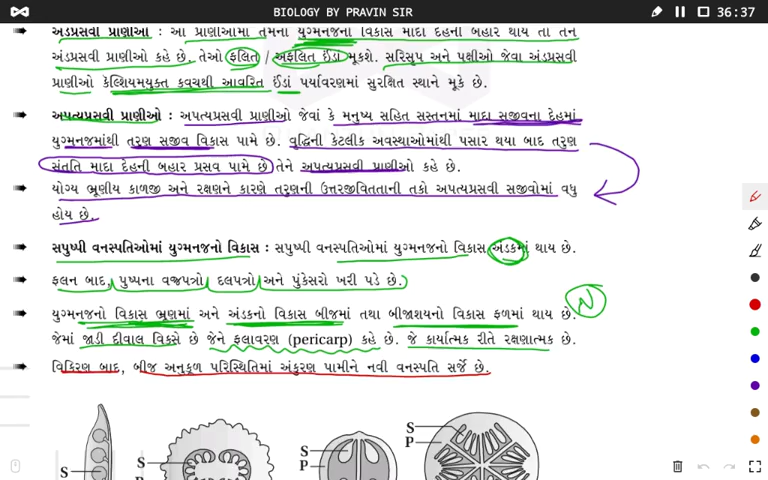 BIOLOGY BY PRAVIN SIR
36:37
અંડપ્રસવી પ્રાણીઓ : આ પ્રાણીઓમાં તેમના યુગ્મનજનો વિકાસ માદા દેહની બહાર થાય તો તેને
અંડપ્રસવી પ્રાણીઓ કહે છે. તેઓ ફલિત / અફલિત ઈંડાં મૂકશે. સરિસૃપ અને પક્ષીઓ જેવા અંડપ્રસવી
પ્રાણીઓ કેલ્શિયમયુક્ત કવચથી આવરિત ઈંડાં પર્યાવરણમાં સુરક્ષિત સ્થાને મૂકે છે.
અપત્યપ્રસવી પ્રાણીઓ : અપત્યપ્રસવી પ્રાણીઓ જેવાં કે મનુષ્ય સહિત સસ્તનમાં માદા સજીવના દેહમાં
યુગ્મનજમાંથી તરુણ સજીવ વિકાસ પામે છે. વૃદ્ધિની કેટલીક અવસ્થાઓમાંથી પસાર થયા બાદ તરુણ
સંતતિ માદા દેહની બહાર પ્રસવ પામે છે તેને અપત્યપ્રસવી પ્રાણીઓ કહે છે.
યોગ્ય ભ્રૂણીય કાળજી અને રક્ષણને કારણે તરુણની ઉત્તરજીવિતતાની તકો અપત્યપ્રસવી સજીવોમાં વધુ
હોય છે.
સપુષ્પી વનસ્પતિઓમાં યુગ્મનજનો વિકાસ : સપુષ્પી વનસ્પતિઓમાં યુગ્મનજનો વિકાસ અંડકમાં થાય છે.
ફલન બાદ, પુષ્પના વજ્રપત્રો, દલપત્રો અને પુંકેસરો ખરી પડે છે.
યુગ્મનજનો વિકાસ ભ્રૂણમાં અને અંડકનો વિકાસ બીજમાં તથા બીજાશયનો વિકાસ ફળમાં થાય છે.
જેમાં જાડી દીવાલ વિકસે છે જેને ફલાવરણ (pericarp) કહે છે. જે કાર્યાત્મક રીતે રક્ષણાત્મક છે.
વિકિરણ બાદ, બીજ અનુકૂળ પરિસ્થિતિમાં અંકુરણ પામીને નવી વનસ્પતિ સર્જે છે.
S
S
S
P
S
P